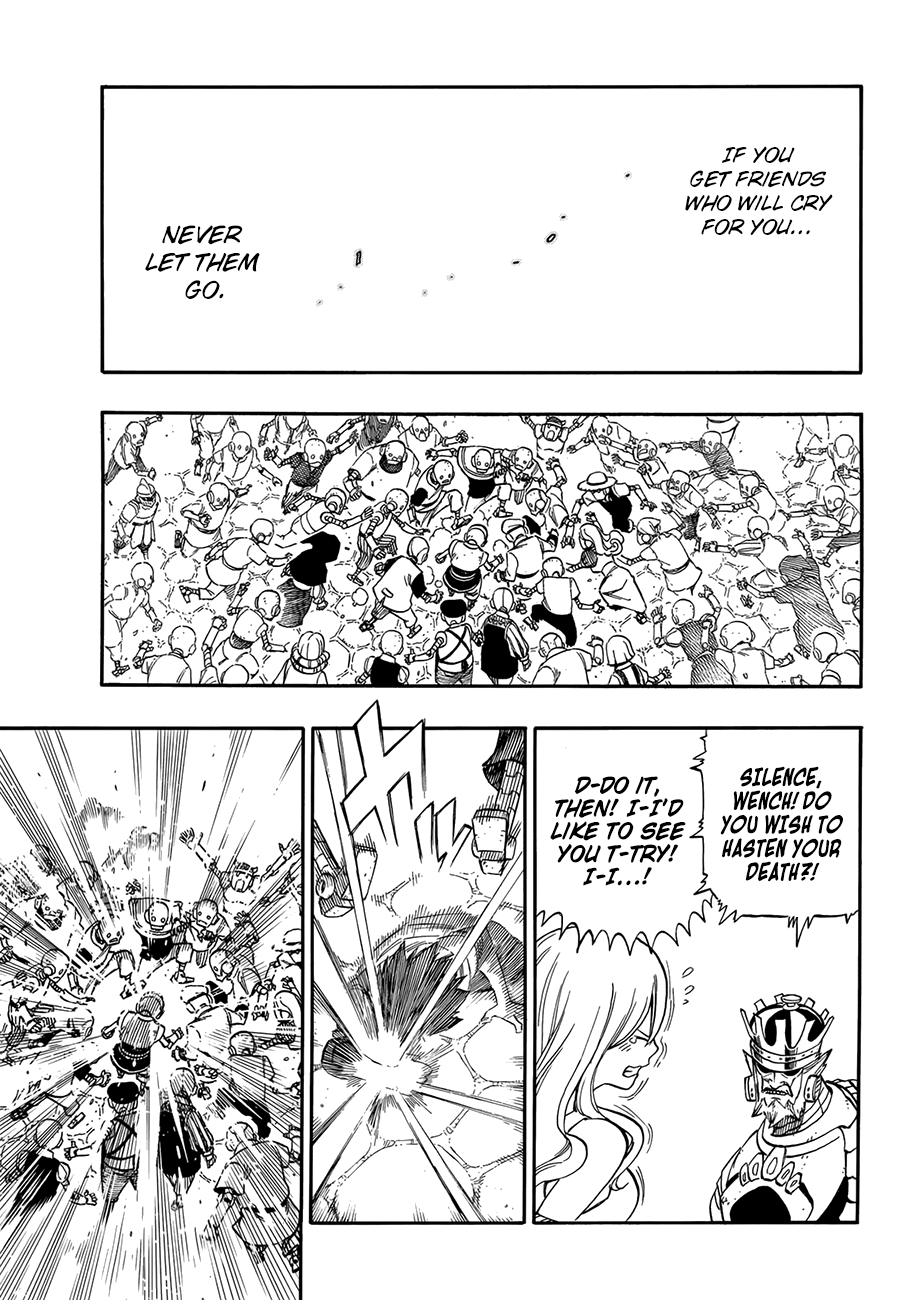 IF YOU
GET FRIENDS
WHO WILL CRY
FOR YOU...
NEVER
LET THEM
GO.
SILENCE,
WENCH! DO
YOU WISH TO
HASTEN YOUR
DEATH?!
D-DO IT,
THEN! I-I'D
LIKE TO SEE
YOU T-TRY!
I-I...!